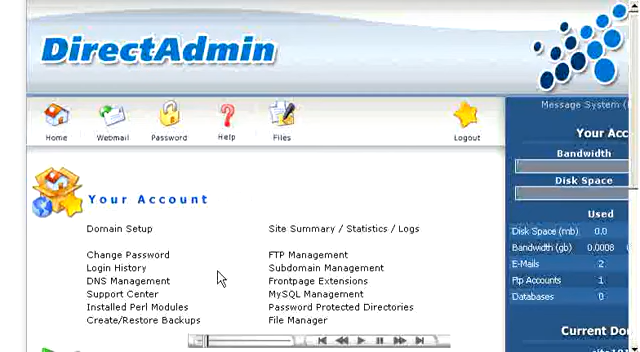 DirectAdmin
Message System (
Home
Webmail
Password
Help
Files
Logout
Your Acc
Bandwidth
Disk Space
Used
Disk Space (mb) 0.0
Bandwidth (gb) 0.0008
E-Mails 2
Ftp Accounts 1
Databases 0
Current Do
Your Account
Domain Setup
Site Summary / Statistics / Logs
Change Password
FTP Management
Login History
Subdomain Management
DNS Management
Frontpage Extensions
Support Center
MySQL Management
Installed Perl Modules
Password Protected Directories
Create/Restore Backups
File Manager